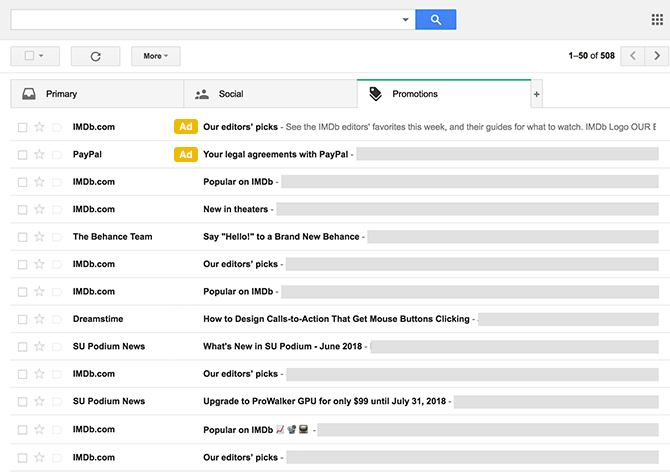 More 1–50 of 508
Primary Social Promotions +
IMDb.com Ad Our editors' picks - See the IMDb editors' favorites this week, and their guides for what to watch. IMDb Logo OUR E
PayPal Ad Your legal agreements with PayPal -
IMDb.com Popular on IMDb -
IMDb.com New in theaters -
The Behance Team Say "Hello!" to a Brand New Behance -
IMDb.com Our editors' picks -
IMDb.com Popular on IMDb -
Dreamstime How to Design Calls-to-Action That Get Mouse Buttons Clicking -
SU Podium News What's New in SU Podium - June 2018 -
IMDb.com Our editors' picks -
SU Podium News Upgrade to ProWalker GPU for only $99 until July 31, 2018 -
IMDb.com Popular on IMDb 📈 📽 📺 -
IMDb.com Our editors' picks -